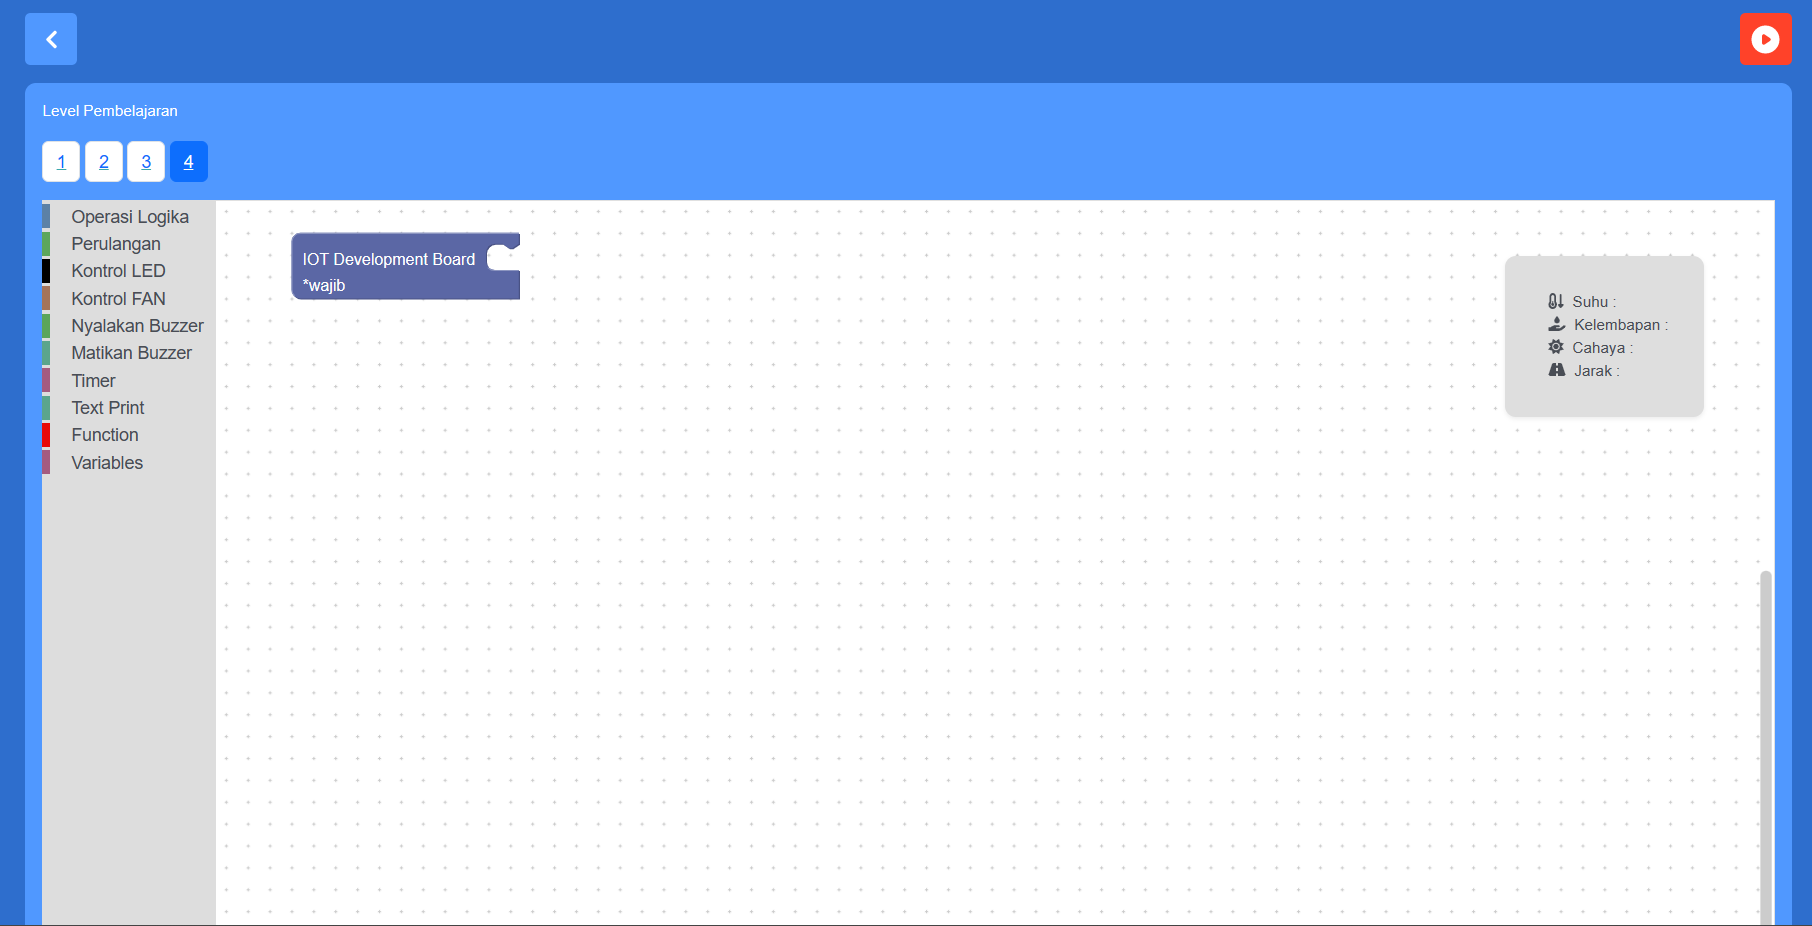 Level Pembelajaran
1 2 3 4
Operasi Logika
Perulangan
Kontrol LED
Kontrol FAN
Nyalakan Buzzer
Matikan Buzzer
Timer
Text Print
Function
Variables
IOT Development Board
*wajib
Suhu :
Kelembapan :
Cahaya :
Jarak :